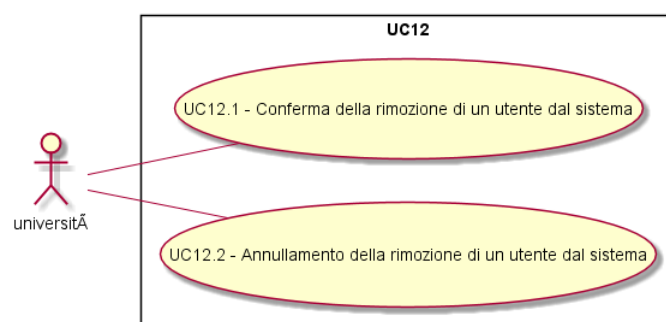 UC12
UC12.1 - Conferma della rimozione di un utente dal sistema
universitÃ
UC12.2 - Annullamento della rimozione di un utente dal sistema